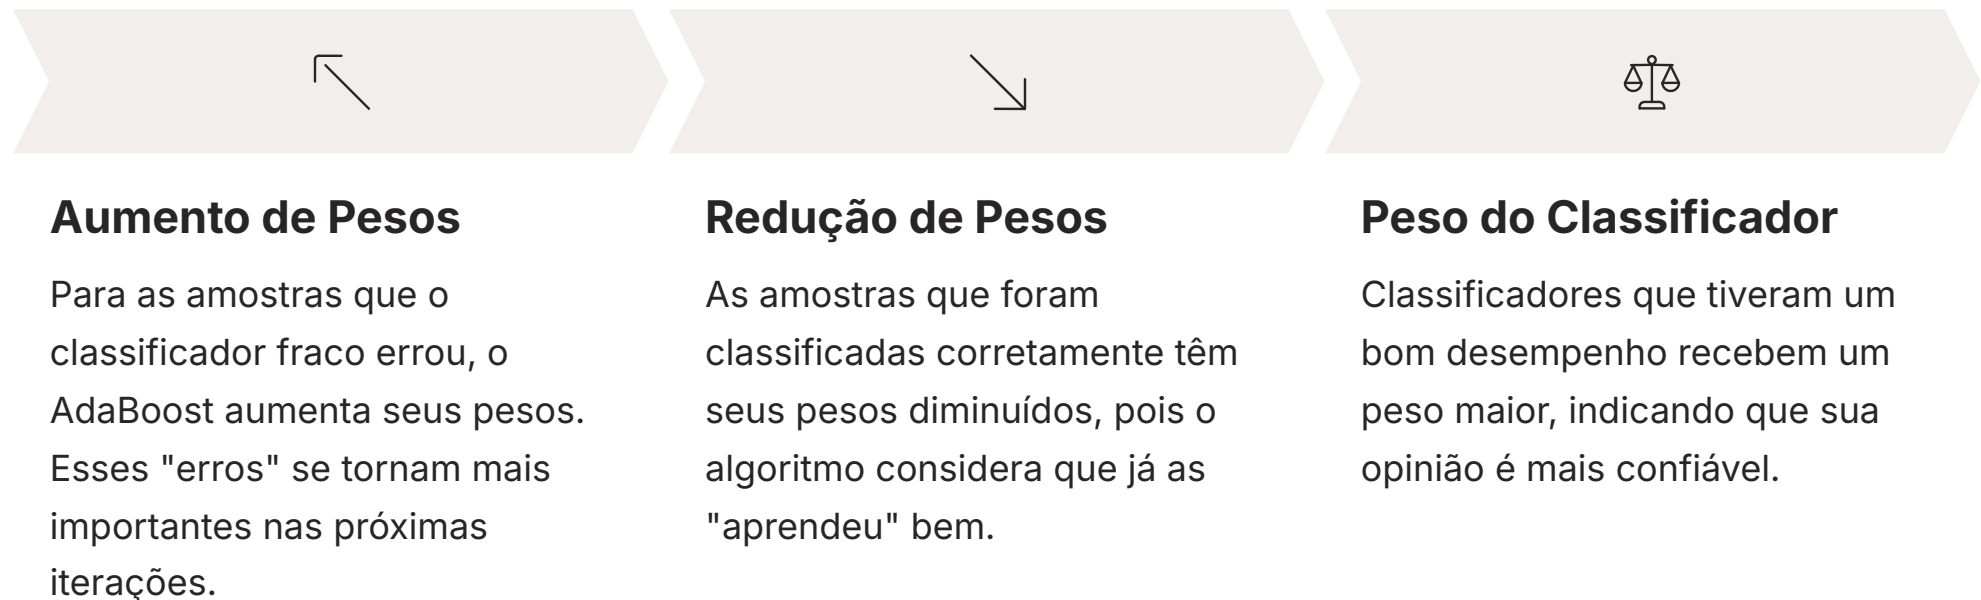 Aumento de Pesos
Para as amostras que o
classificador fraco errou, o
AdaBoost aumenta seus pesos.
Esses "erros" se tornam mais
importantes nas próximas
iterações.
Redução de Pesos
As amostras que foram
classificadas corretamente têm
seus pesos diminuídos, pois o
algoritmo considera que já as
"aprendeu" bem.
Peso do Classificador
Classificadores que tiveram um
bom desempenho recebem um
peso maior, indicando que sua
opinião é mais confiável.